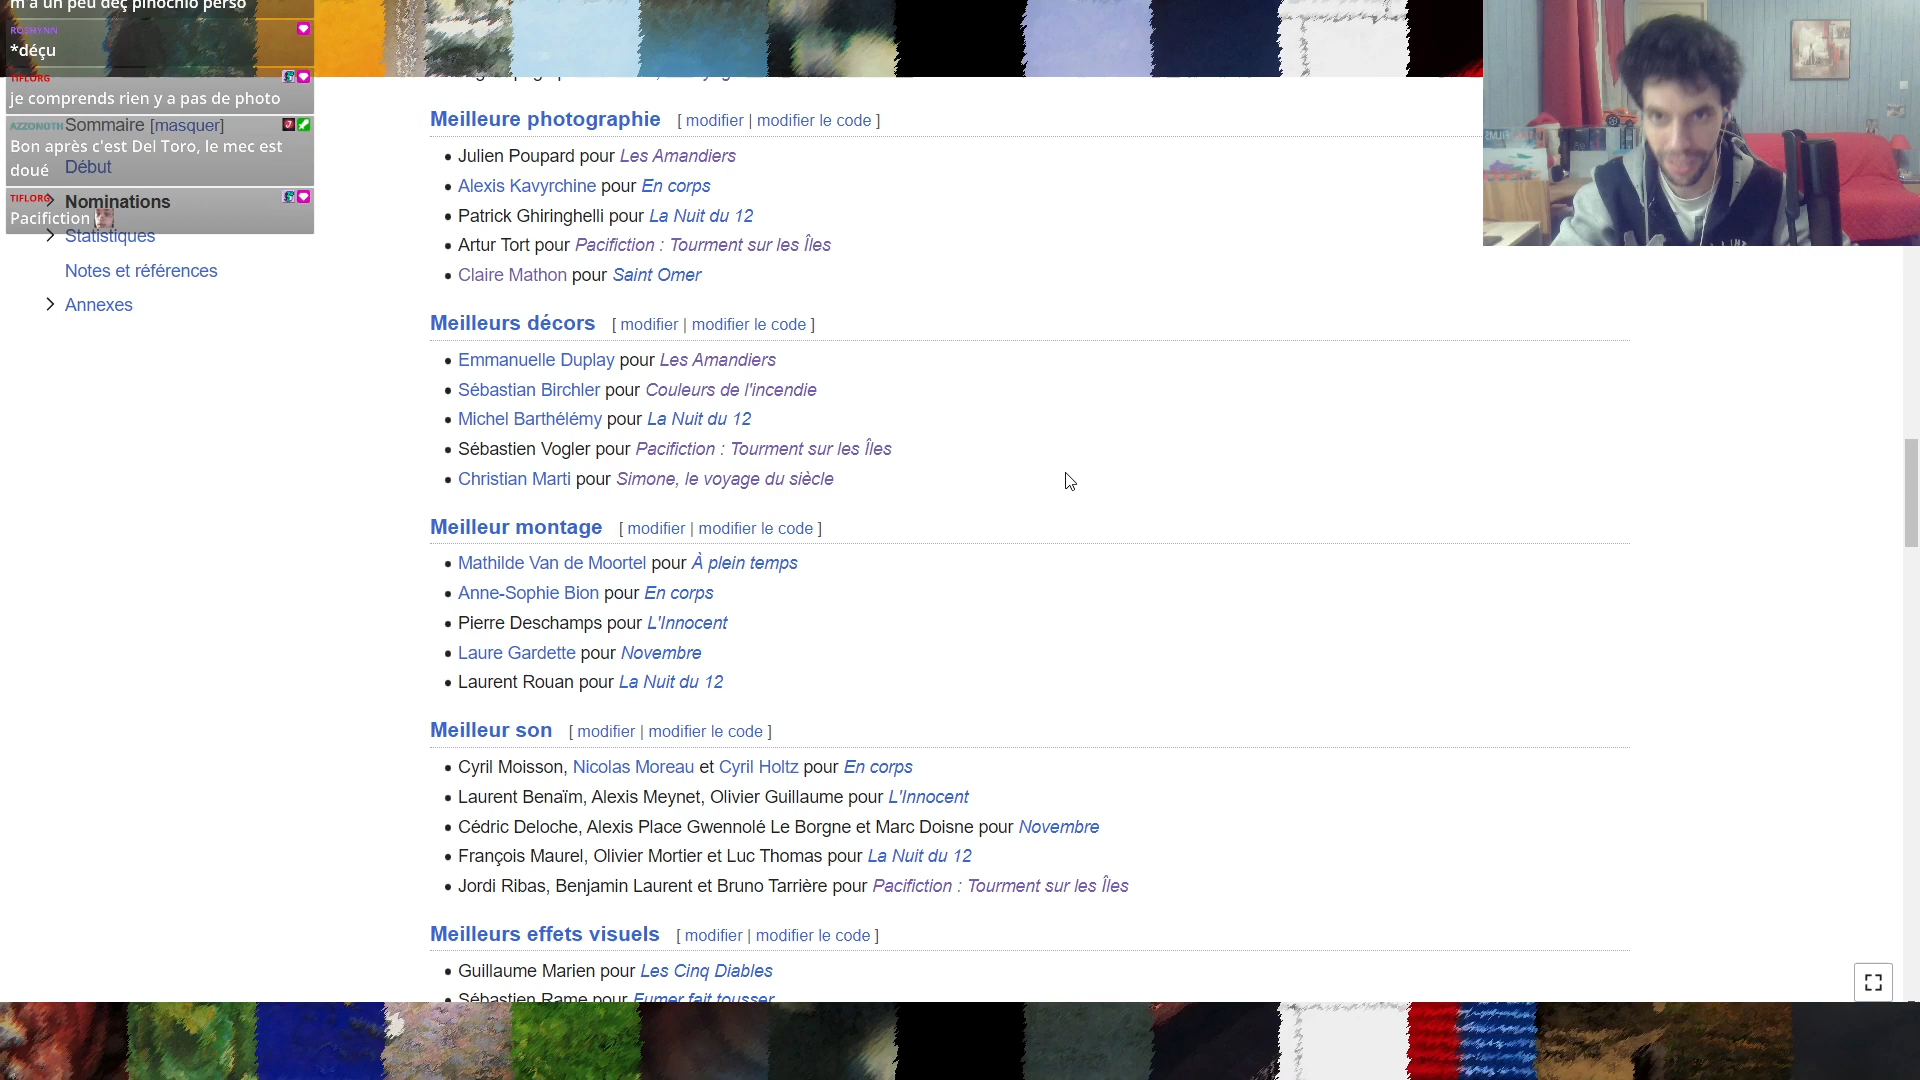 m'a un peu deç pinochio perso
ROSHYNN
*déçu
TIFLORG
je comprends rien y a pas de photo
AZZONOTH
Bon après c'est Del Toro, le mec est
doué
TIFLORG
Pacifiction
Sommaire [masquer]
Début
Nominations
Statistiques
Notes et références
Annexes
Meilleure photographie [ modifier | modifier le code ]
Julien Poupard pour Les Amandiers
Alexis Kavyrchine pour En corps
Patrick Ghiringhelli pour La Nuit du 12
Artur Tort pour Pacifiction : Tourment sur les Îles
Claire Mathon pour Saint Omer
Meilleurs décors [ modifier | modifier le code ]
Emmanuelle Duplay pour Les Amandiers
Sébastian Birchler pour Couleurs de l'incendie
Michel Barthélémy pour La Nuit du 12
Sébastien Vogler pour Pacifiction : Tourment sur les Îles
Christian Marti pour Simone, le voyage du siècle
Meilleur montage [ modifier | modifier le code ]
Mathilde Van de Moortel pour À plein temps
Anne-Sophie Bion pour En corps
Pierre Deschamps pour L'Innocent
Laure Gardette pour Novembre
Laurent Rouan pour La Nuit du 12
Meilleur son [ modifier | modifier le code ]
Cyril Moisson, Nicolas Moreau et Cyril Holtz pour En corps
Laurent Benaïm, Alexis Meynet, Olivier Guillaume pour L'Innocent
Cédric Deloche, Alexis Place Gwennolé Le Borgne et Marc Doisne pour Novembre
François Maurel, Olivier Mortier et Luc Thomas pour La Nuit du 12
Jordi Ribas, Benjamin Laurent et Bruno Tarrière pour Pacifiction : Tourment sur les Îles
Meilleurs effets visuels [ modifier | modifier le code ]
Guillaume Marien pour Les Cinq Diables
Sébastien Rame pour Fumer fait tousser